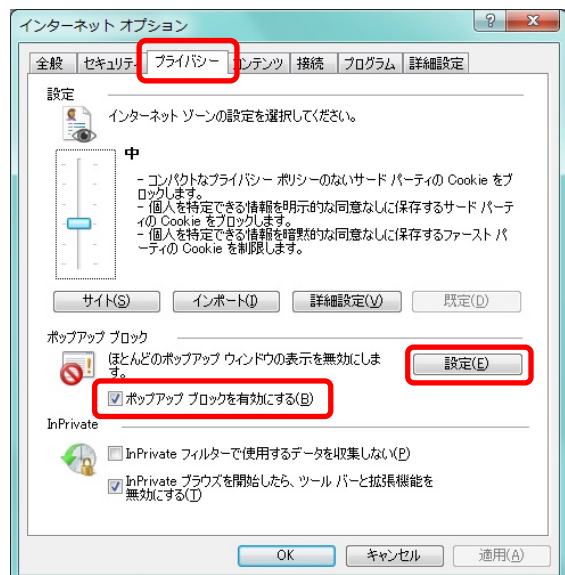 インターネット オプション
全般 セキュリティ プライバシー コンテンツ 接続 プログラム 詳細設定
設定
インターネット ゾーンの設定を選択してください。
中
- コンパクトなプライバシー ポリシーのないサード パーティの Cookie をブ
ロックします。
- 個人を特定できる情報を明示的な同意なしに保存するサード パーテ
ィの Cookie をブロックします。
- 個人を特定できる情報を暗黙的な同意なしに保存するファースト パ
ーティの Cookie を制限します。
サイト(S) インポート(I) 詳細設定(V) 既定(D)
ポップアップ ブロック
ほとんどのポップアップ ウィンドウの表示を無効にしま
す。
設定(E)
ポップアップ ブロックを有効にする(B)
InPrivate
InPrivate フィルターで使用するデータを収集しない(P)
InPrivate ブラウズを開始したら、ツール バーと拡張機能を
無効にする(T)
OK キャンセル 適用(A)